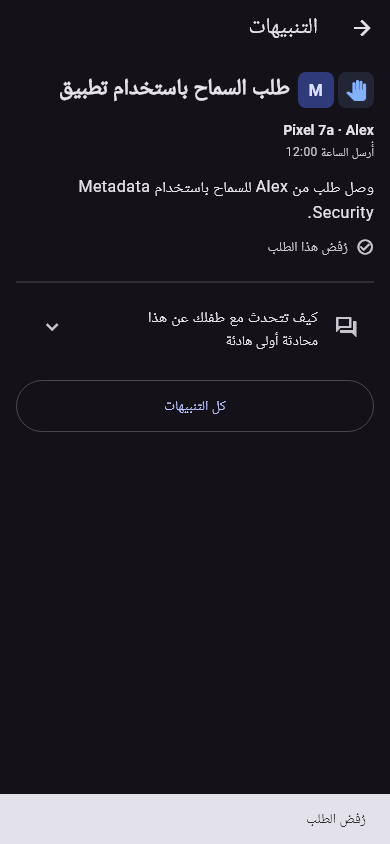 التنبيهات
طلب السماح باستخدام تطبيق
M
Pixel 7a · Alex
أُرسل الساعة 12:00
وصل طلب من Alex للسماح باستخدام Metadata
Security.
رُفض هذا الطلب
كيف تتحدث مع طفلك عن هذا
محادثة أولى هادئة
كل التنبيهات
رُفض الطلب